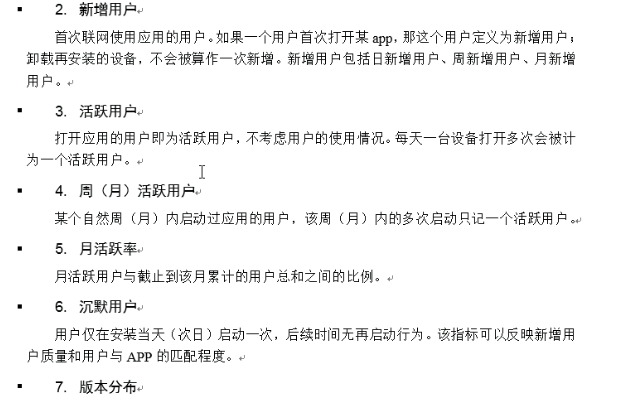 2. 新增用户
首次联网使用应用的用户。如果一个用户首次打开某 app，那这个用户定义为新增用户；
卸载再安装的设备，不会被算作一次新增。新增用户包括日新增用户、周新增用户、月新增
用户。
3. 活跃用户
打开应用的用户即为活跃用户，不考虑用户的使用情况。每天一台设备打开多次会被计
为一个活跃用户。
4. 周（月）活跃用户
某个自然周（月）内启动过应用的用户，该周（月）内的多次启动只记一个活跃用户。
5. 月活跃率
月活跃用户与截止到该月累计的用户总和之间的比例。
6. 沉默用户
用户仅在安装当天（次日）启动一次，后续时间无再启动行为。该指标可以反映新增用
户质量和用户与 APP 的匹配程度。
7. 版本分布